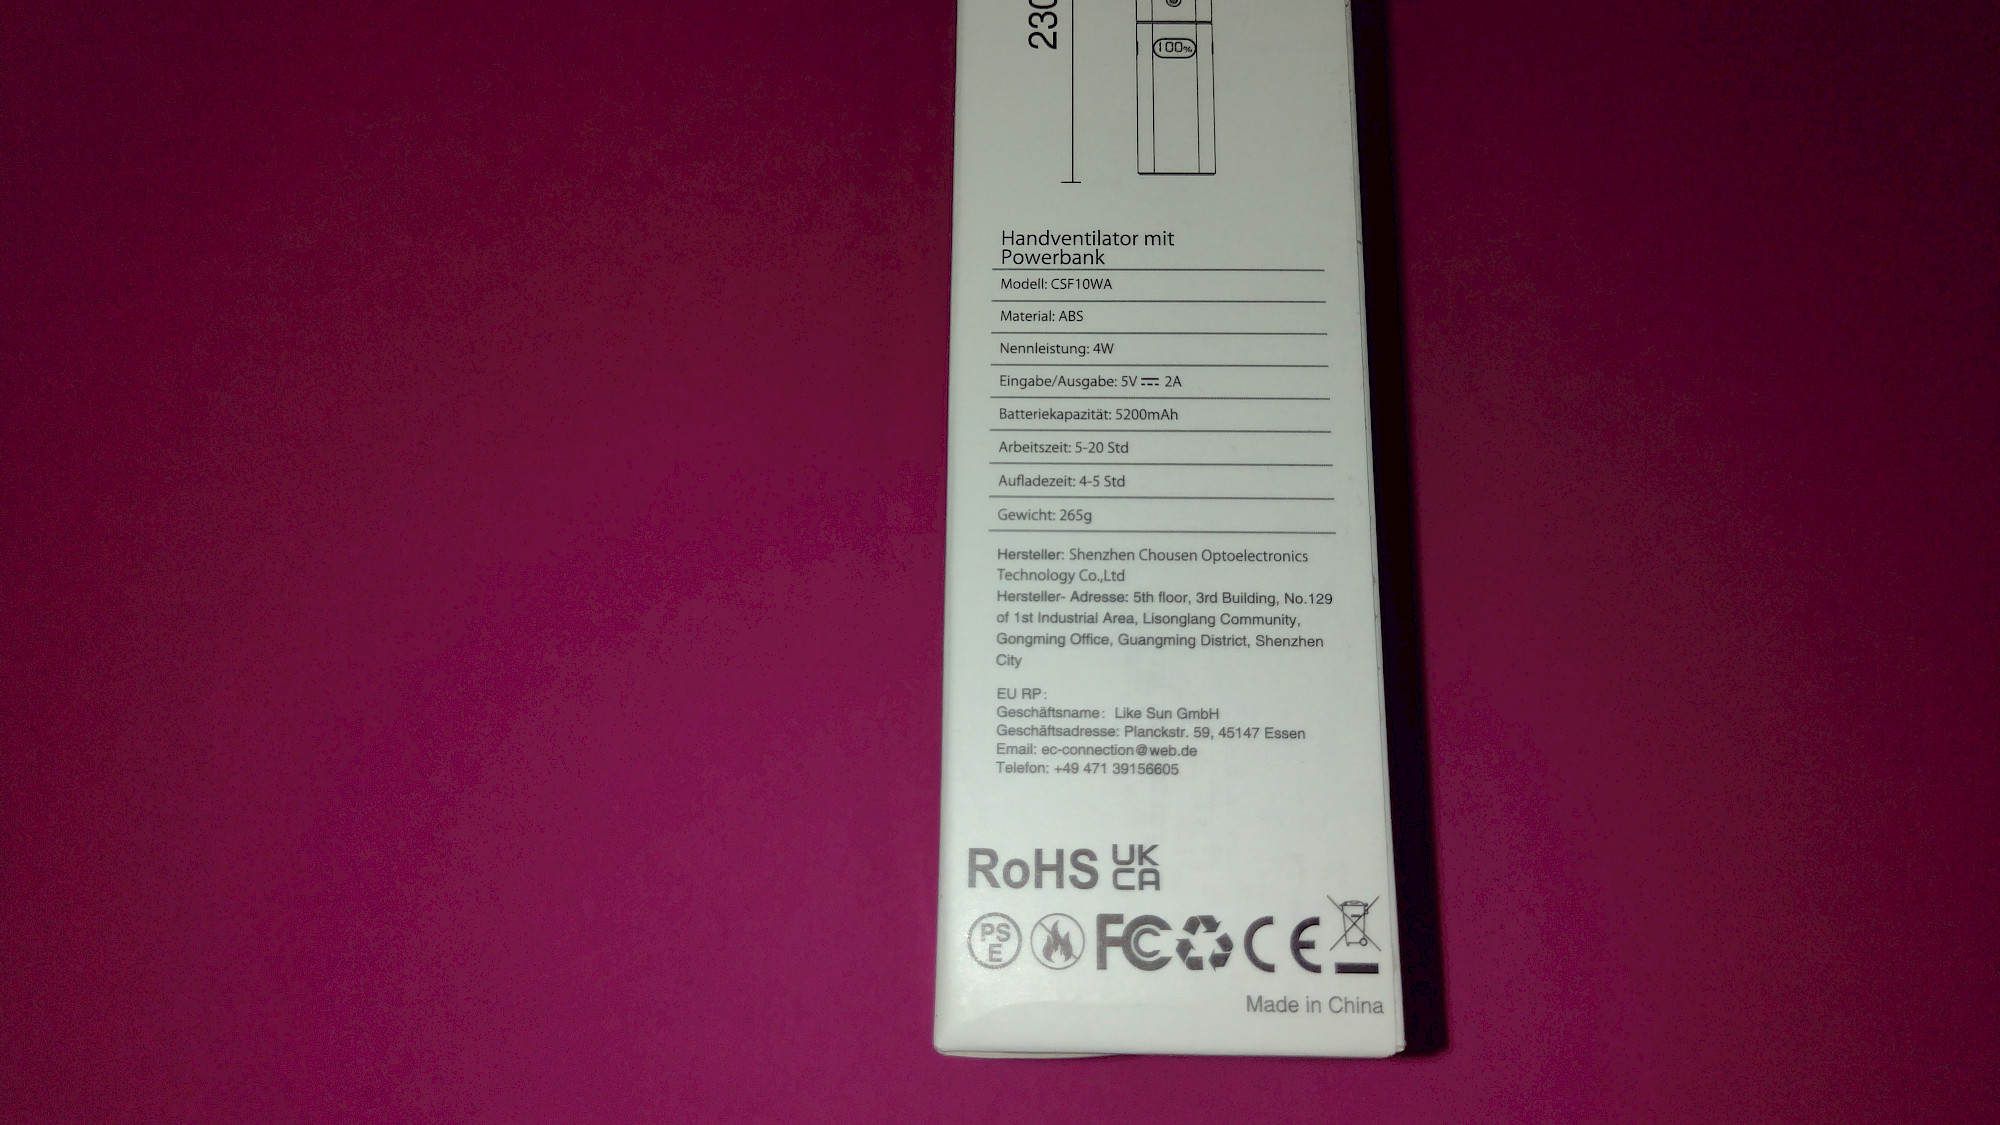 230
100%
Handventilator mit
Powerbank
Modell: CSF10WA
Material: ABS
Nennleistung: 4W
Eingabe/Ausgabe: 5V ⎓ 2A
Batteriekapazität: 5200mAh
Arbeitszeit: 5-20 Std
Aufladezeit: 4-5 Std
Gewicht: 265g
Hersteller: Shenzhen Chousen Optoelectronics
Technology Co.,Ltd
Hersteller- Adresse: 5th floor, 3rd Building, No.129
of 1st Industrial Area, Lisonglang Community,
Gongming Office, Guangming District, Shenzhen
City
EU RP:
Geschäftsname: Like Sun GmbH
Geschäftsadresse: Planckstr. 59, 45147 Essen
Email: ec-connection@web.de
Telefon: +49 471 39156605
RoHS UK
CA
PS
E
FC CE
Made in China